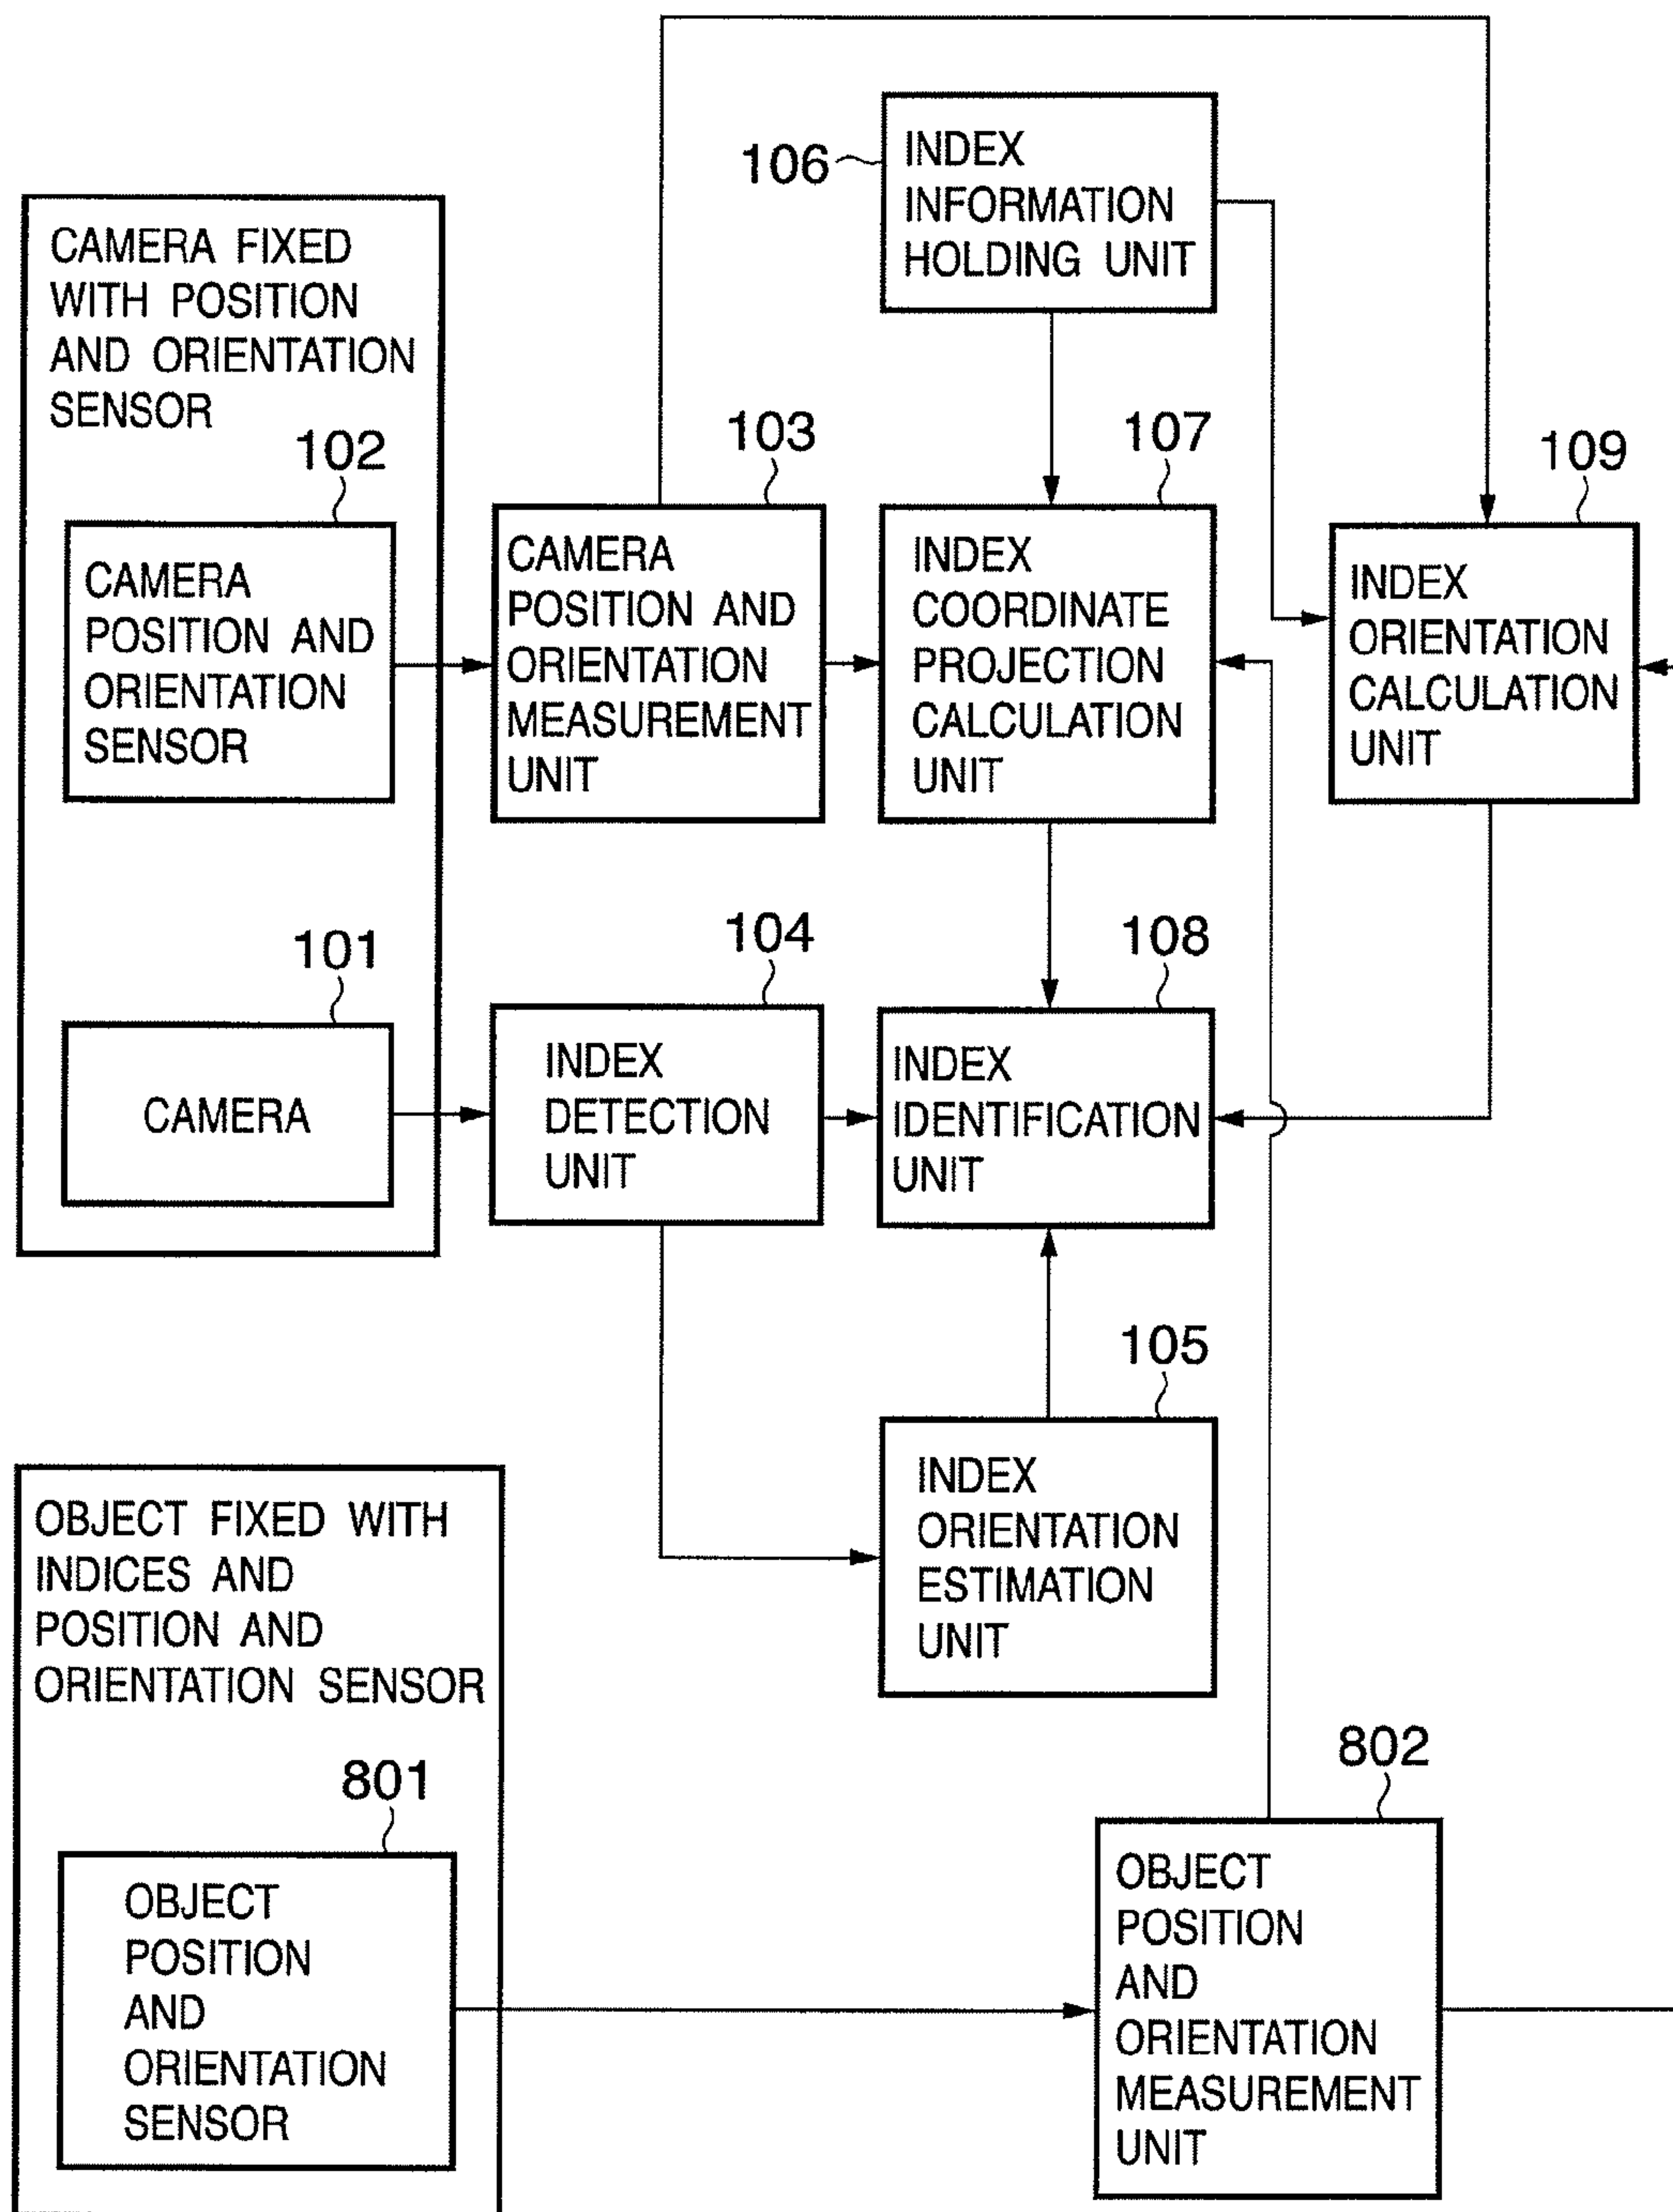 106
INDEX
INFORMATION
HOLDING UNIT
CAMERA FIXED
WITH POSITION
AND ORIENTATION
SENSOR
102
CAMERA
POSITION AND
ORIENTATION
SENSOR
103
CAMERA
POSITION AND
ORIENTATION
MEASUREMENT
UNIT
107
INDEX
COORDINATE
PROJECTION
CALCULATION
UNIT
109
INDEX
ORIENTATION
CALCULATION
UNIT
101
CAMERA
104
INDEX
DETECTION
UNIT
108
INDEX
IDENTIFICATION
UNIT
105
INDEX
ORIENTATION
ESTIMATION
UNIT
OBJECT FIXED WITH
INDICES AND
POSITION AND
ORIENTATION SENSOR
801
OBJECT
POSITION
AND
ORIENTATION
SENSOR
802
OBJECT
POSITION
AND
ORIENTATION
MEASUREMENT
UNIT